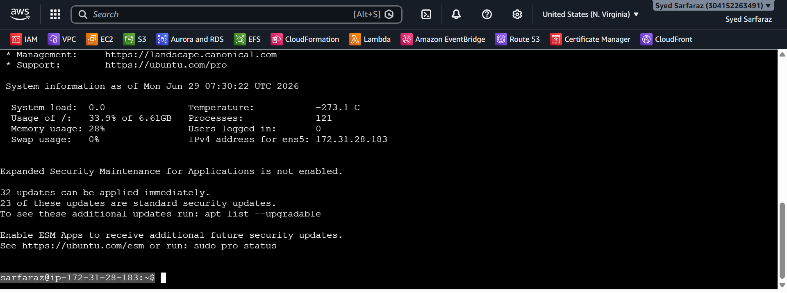 aws
Search
[Alt+S]
United States (N. Virginia) ▼
Syed Sarfaraz (304152263491) ▼
Syed Sarfaraz
IAM VPC EC2 S3 Aurora and RDS EFS CloudFormation Lambda Amazon EventBridge Route 53 Certificate Manager CloudFront
* Management: https://landscape.canonical.com
* Support: https://ubuntu.com/pro
System information as of Mon Jun 29 07:30:22 UTC 2026
System load: 0.0 Temperature: -273.1 C
Usage of /: 33.9% of 6.61GB Processes: 121
Memory usage: 28% Users logged in: 0
Swap usage: 0% IPv4 address for ens5: 172.31.28.183
Expanded Security Maintenance for Applications is not enabled.
32 updates can be applied immediately.
23 of these updates are standard security updates.
To see these additional updates run: apt list --upgradable
Enable ESM Apps to receive additional future security updates.
See https://ubuntu.com/esm or run: sudo pro status
sarfaraz@ip-172-31-28-183:~$